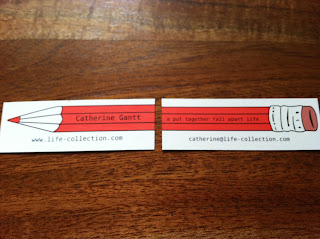 Catherine Gantt
www.life-collection.com
a put together fall apart life
catherine@life-collection.com